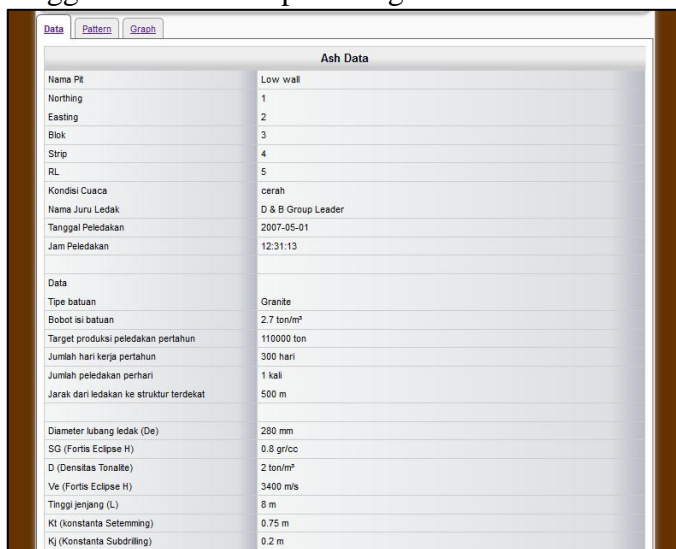 Data Pattern Graph
Ash Data
Nama Pit Low wall
Northing 1
Easting 2
Blok 3
Strip 4
RL 5
Kondisi Cuaca cerah
Nama Juru Ledak D & B Group Leader
Tanggal Peledakan 2007-05-01
Jam Peledakan 12:31:13
Data
Tipe batuan Granite
Bobot isi batuan 2.7 ton/m³
Target produksi peledakan pertahun 110000 ton
Jumlah hari kerja pertahun 300 hari
Jumlah peledakan perhari 1 kali
Jarak dari ledakan ke struktur terdekat 500 m
Diameter lubang ledak (De) 280 mm
SG (Fortis Eclipse H) 0.8 gr/cc
D (Densitas Tonalite) 2 ton/m³
Ve (Fortis Eclipse H) 3400 m/s
Tinggi jenjang (L) 8 m
Kt (konstanta Setemming) 0.75 m
Kj (Konstanta Subdrilling) 0.2 m